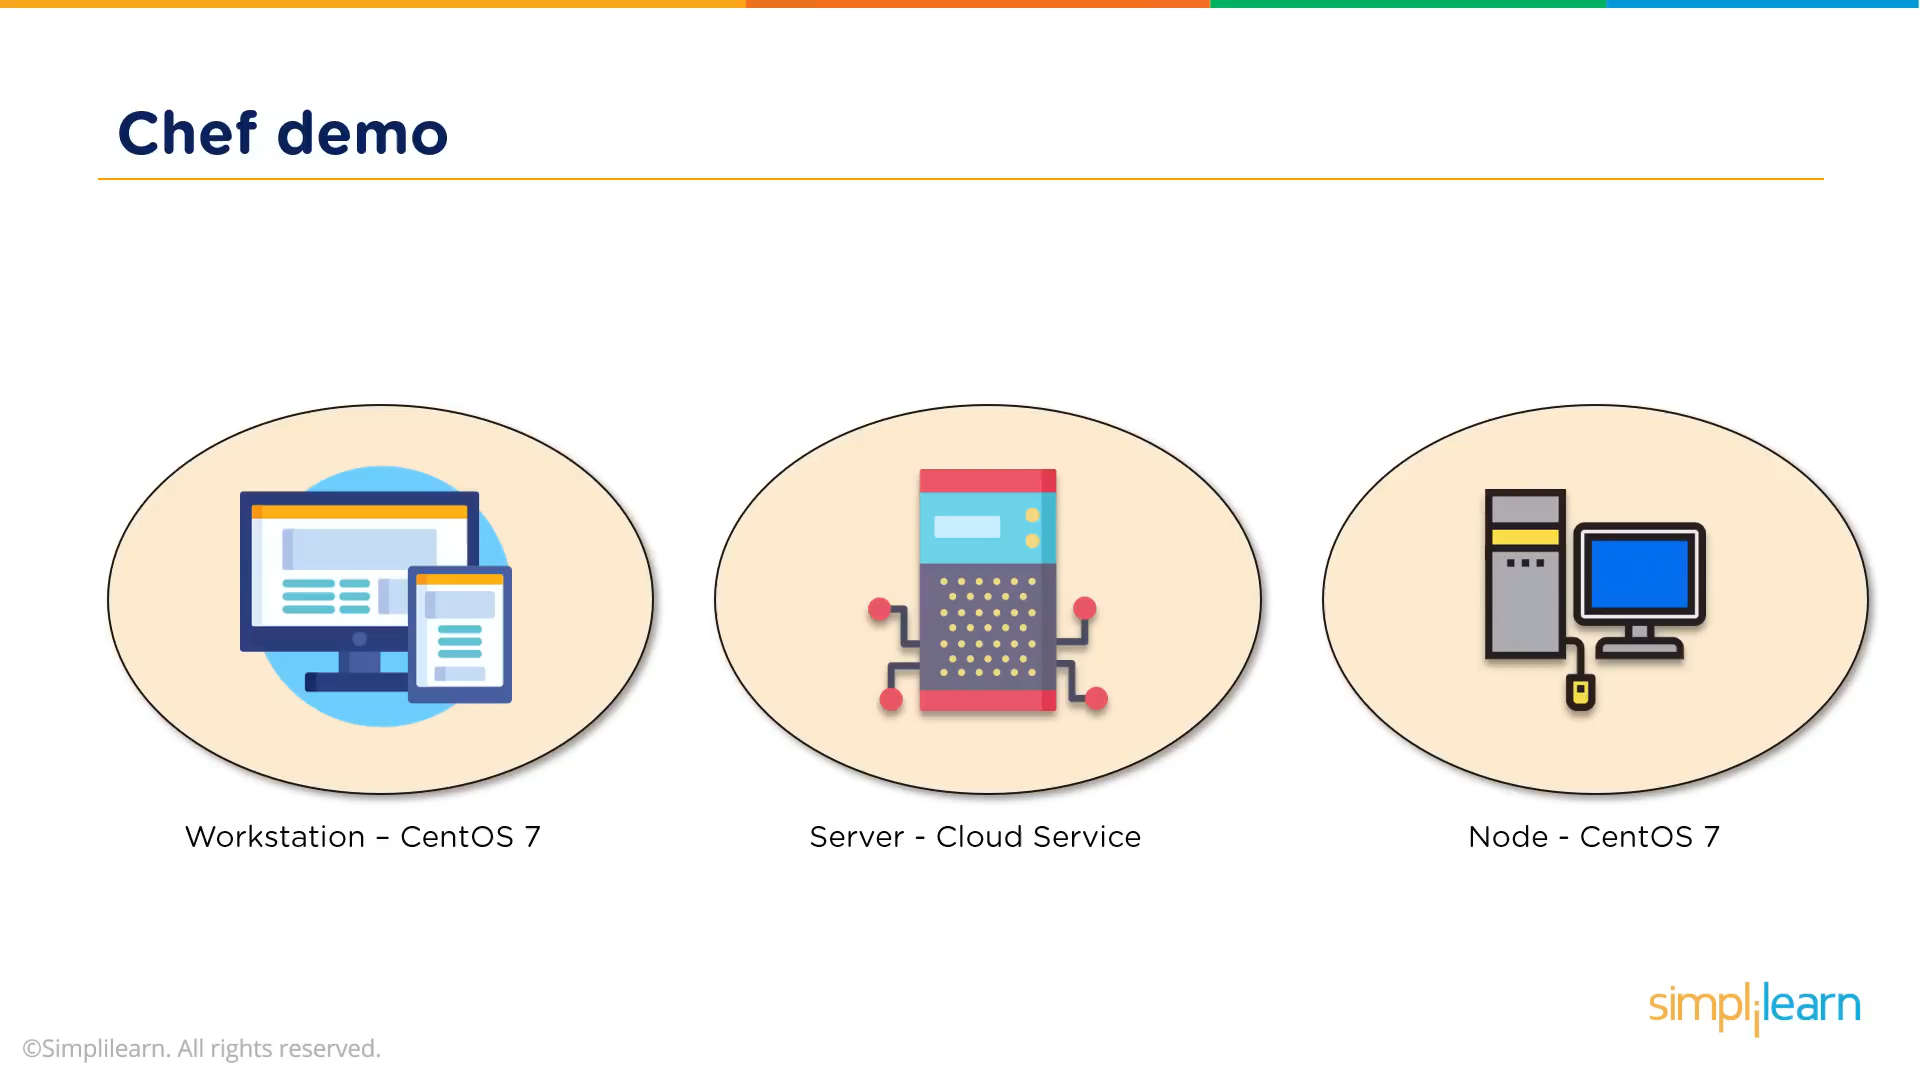 Chef demo
Workstation – CentOS 7
Server - Cloud Service
Node - CentOS 7
simplilearn
©Simplilearn. All rights reserved.